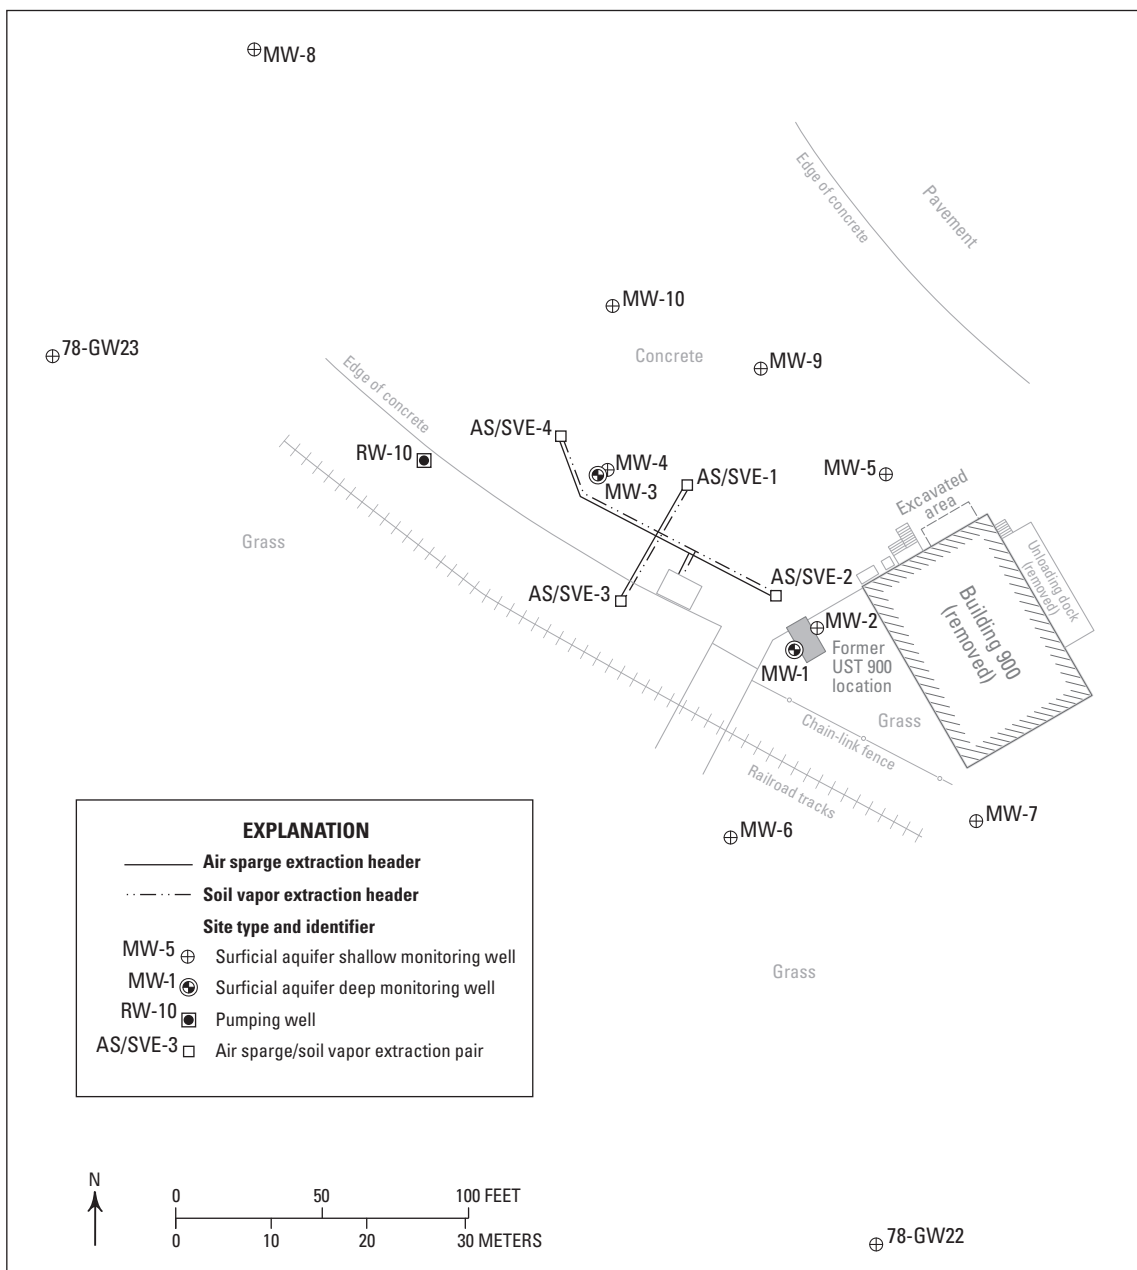 MW-8
Edge of concrete
Pavement
MW-10
78-GW23
Concrete
MW-9
Edge of concrete
AS/SVE-4
RW-10
MW-4
MW-3
AS/SVE-1
MW-5
Excavated
area
Grass
Unloading dock
(removed)
AS/SVE-2
AS/SVE-3
Building 900
(removed)
MW-2
MW-1
Former
UST 900
location
Grass
Chain-link fence
Railroad tracks
MW-6
MW-7
EXPLANATION
Air sparge extraction header
Soil vapor extraction header
Site type and identifier
MW-5 Surficial aquifer shallow monitoring well
MW-1 Surficial aquifer deep monitoring well
RW-10 Pumping well
AS/SVE-3 Air sparge/soil vapor extraction pair
Grass
N
0 50 100 FEET
0 10 20 30 METERS
78-GW22